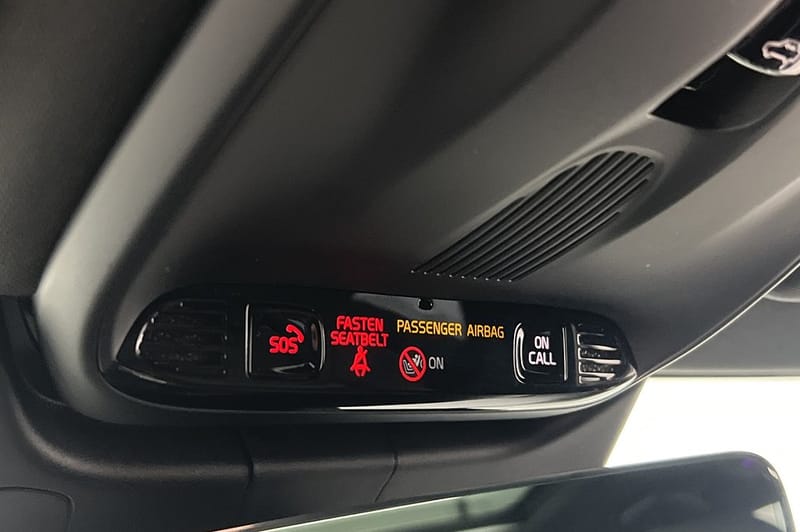 SOS
FASTEN
SEATBELT
PASSENGER AIRBAG
ON
ON
CALL